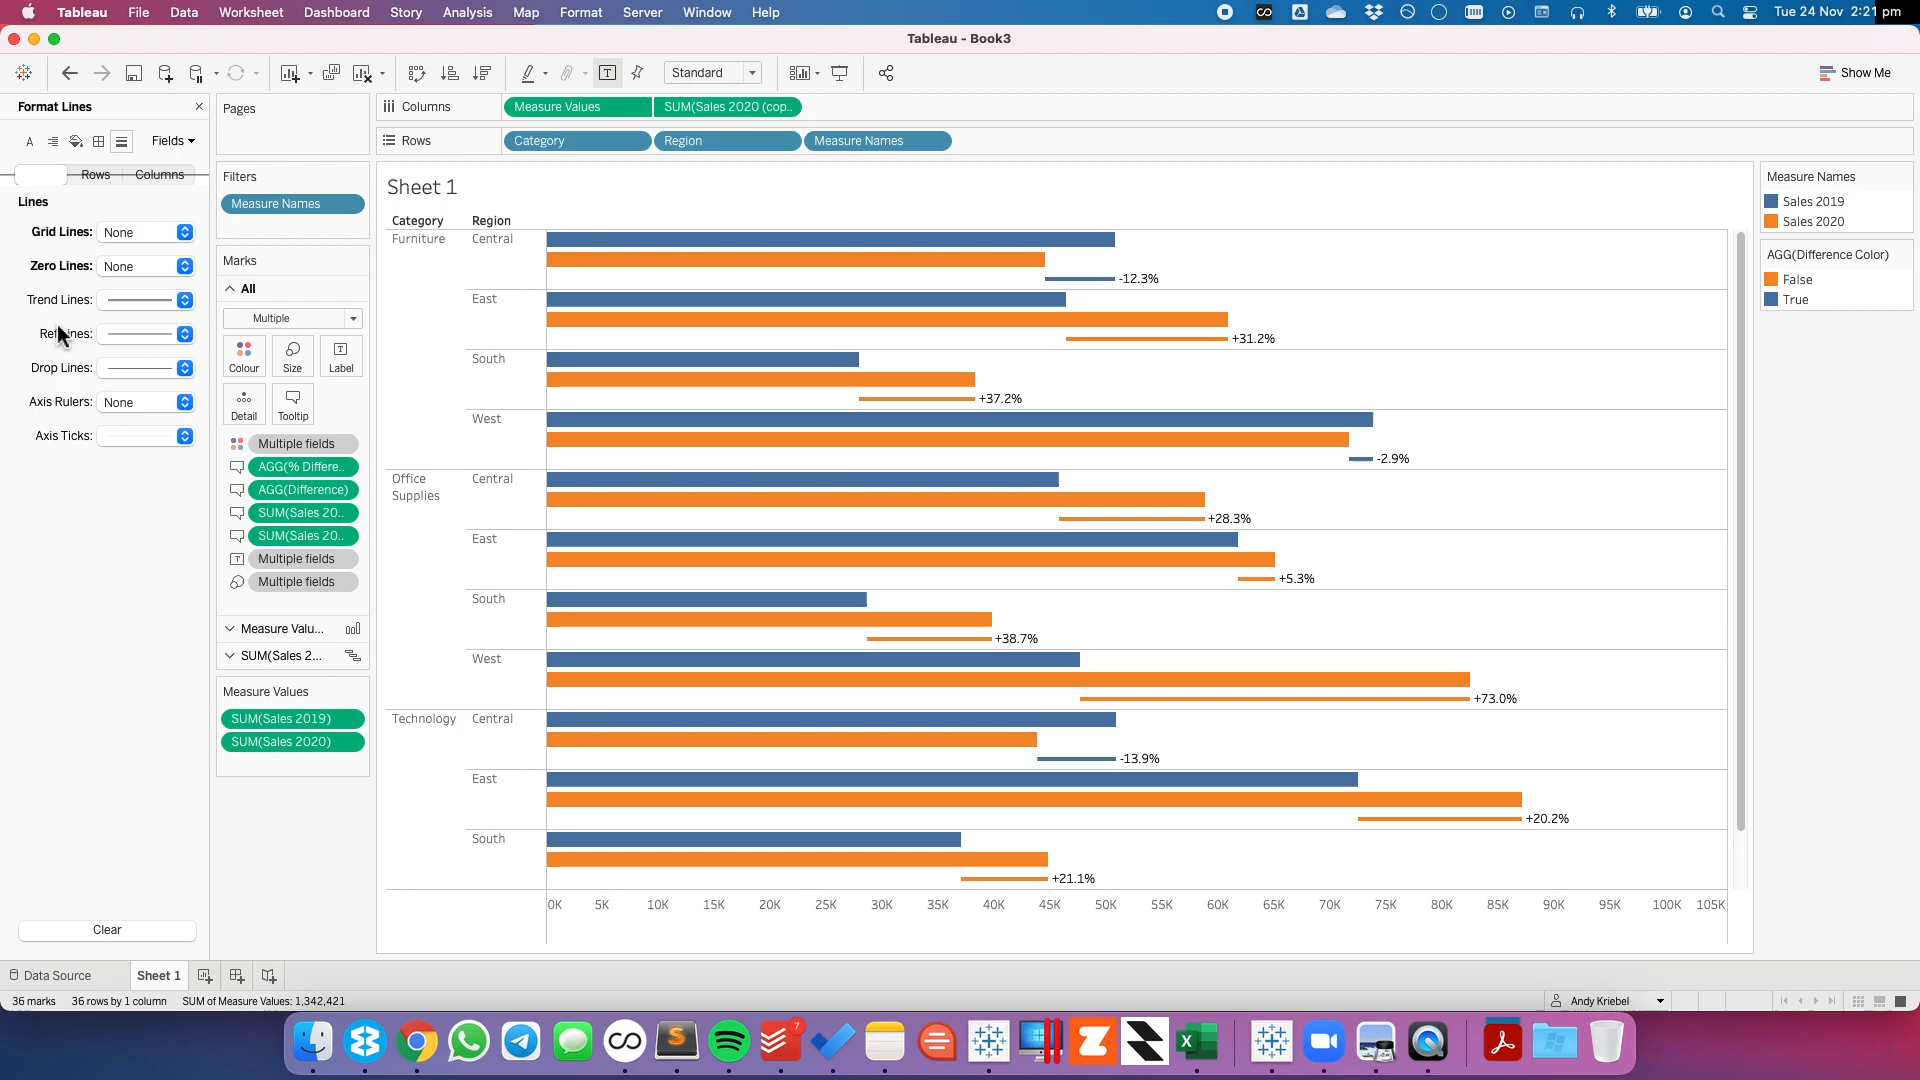 Tableau File Data Worksheet Dashboard Story Analysis Map Format Server Window Help Tue 24 Nov 2:21 pm
Tableau - Book3
Standard Show Me
Format Lines
Fields
Rows Columns
Lines
Grid Lines: None
Zero Lines: None
Trend Lines:
Drop Lines:
Axis Rulers: None
Axis Ticks:
Clear
Pages
Filters
Measure Names
Marks
All
Multiple
Colour Size Label
Detail Tooltip
Multiple fields
AGG(% Differe..
AGG(Difference)
SUM(Sales 20..
SUM(Sales 20..
Multiple fields
Multiple fields
Measure Valu...
SUM(Sales 2...
Measure Values
SUM(Sales 2019)
SUM(Sales 2020)
Columns Measure Values SUM(Sales 2020 (cop..
Rows Category Region Measure Names
Sheet 1
Category Region
Furniture Central
-12.3%
East
+31.2%
South
+37.2%
West
-2.9%
Office Supplies Central
+28.3%
East
+5.3%
South
+38.7%
West
+73.0%
Technology Central
-13.9%
East
+20.2%
South
+21.1%
0K 5K 10K 15K 20K 25K 30K 35K 40K 45K 50K 55K 60K 65K 70K 75K 80K 85K 90K 95K 100K 105K
Measure Names
Sales 2019
Sales 2020
AGG(Difference Color)
False
True
Data Source Sheet 1
36 marks 36 rows by 1 column SUM of Measure Values: 1,342,421 Andy Kriebel
7